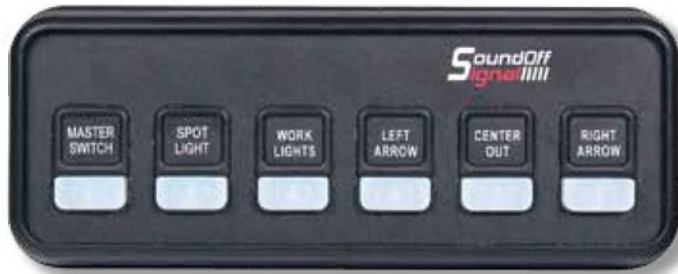 SoundOff
Signal
MASTER
SWITCH
SPOT
LIGHT
WORK
LIGHTS
LEFT
ARROW
CENTER
OUT
RIGHT
ARROW